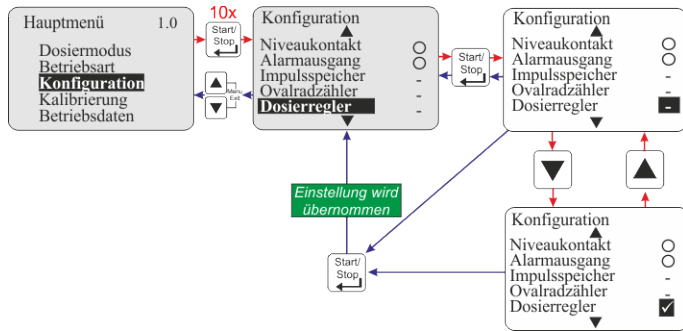 Hauptmenü 1.0
Dosiermodus
Betriebsart
Konfiguration
Kalibrierung
Betriebsdaten
10x
Start/
Stop
Menu
Exit
Konfiguration
Niveaukontakt
Alarmausgang
Impulsspeicher -
Ovalradzähler -
Dosierregler -
Start/
Stop
Konfiguration
Niveaukontakt
Alarmausgang
Impulsspeicher -
Ovalradzähler -
Dosierregler -
Einstellung wird
übernommen
Start/
Stop
Konfiguration
Niveaukontakt
Alarmausgang
Impulsspeicher -
Ovalradzähler -
Dosierregler ✓